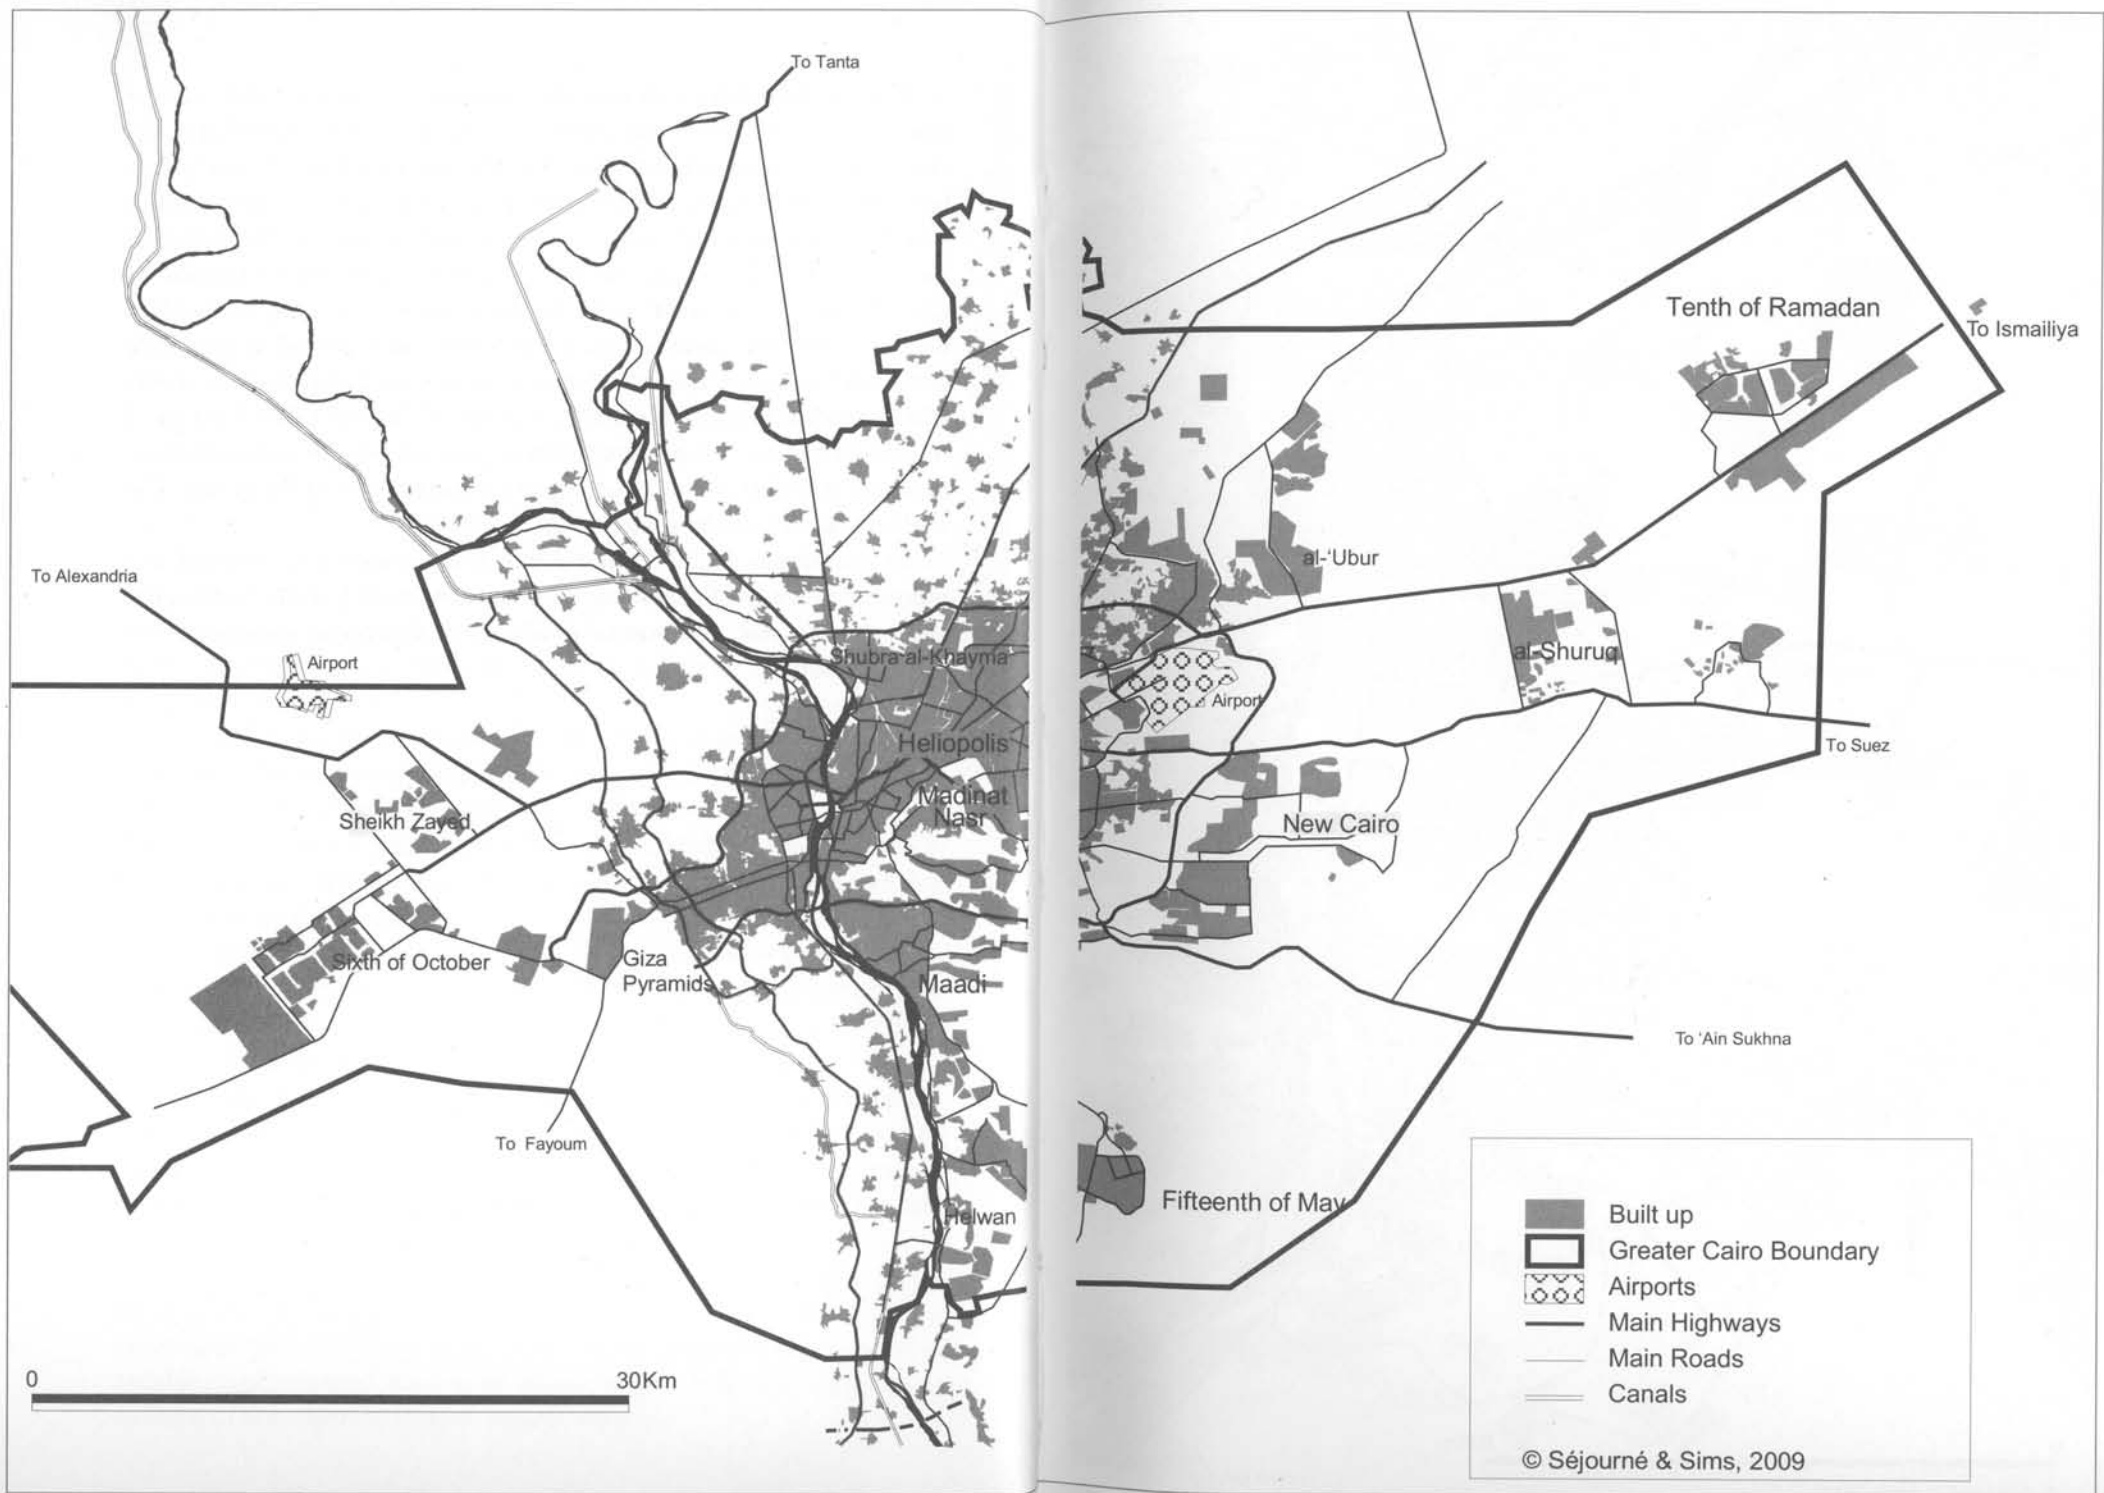 To Tanta
Tenth of Ramadan
To Ismailiya
al-‘Ubur
To Alexandria
Airport
Shubra al-Khayma
al-Shuruq
Airport
Heliopolis
To Suez
Madinat
Nasr
Sheikh Zayed
New Cairo
Sixth of October
Giza
Pyramids
Maadi
To ‘Ain Sukhna
To Fayoum
Fifteenth of May
Helwan
0
30Km
Built up
Greater Cairo Boundary
Airports
Main Highways
Main Roads
Canals
© Séjourné & Sims, 2009